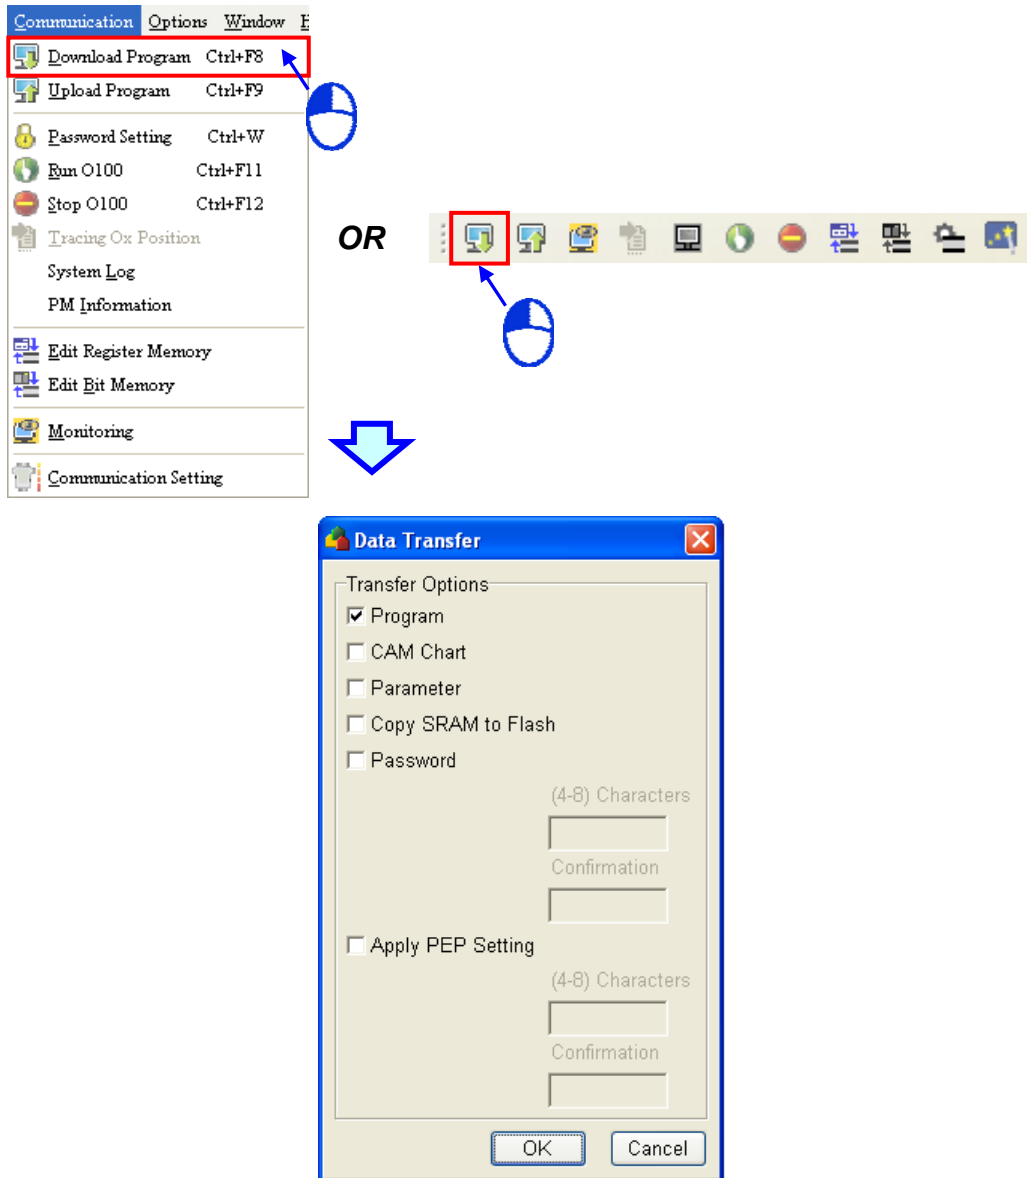 Communication Options Window
Download Program Ctrl+F8
Upload Program Ctrl+F9
Password Setting Ctrl+W
Run O100 Ctrl+F11
Stop O100 Ctrl+F12
Tracing Ox Position
System Log
PM Information
Edit Register Memory
Edit Bit Memory
Monitoring
Communication Setting
OR
Data Transfer
Transfer Options
Program
CAM Chart
Parameter
Copy SRAM to Flash
Password
(4-8) Characters
Confirmation
Apply PEP Setting
(4-8) Characters
Confirmation
OK Cancel